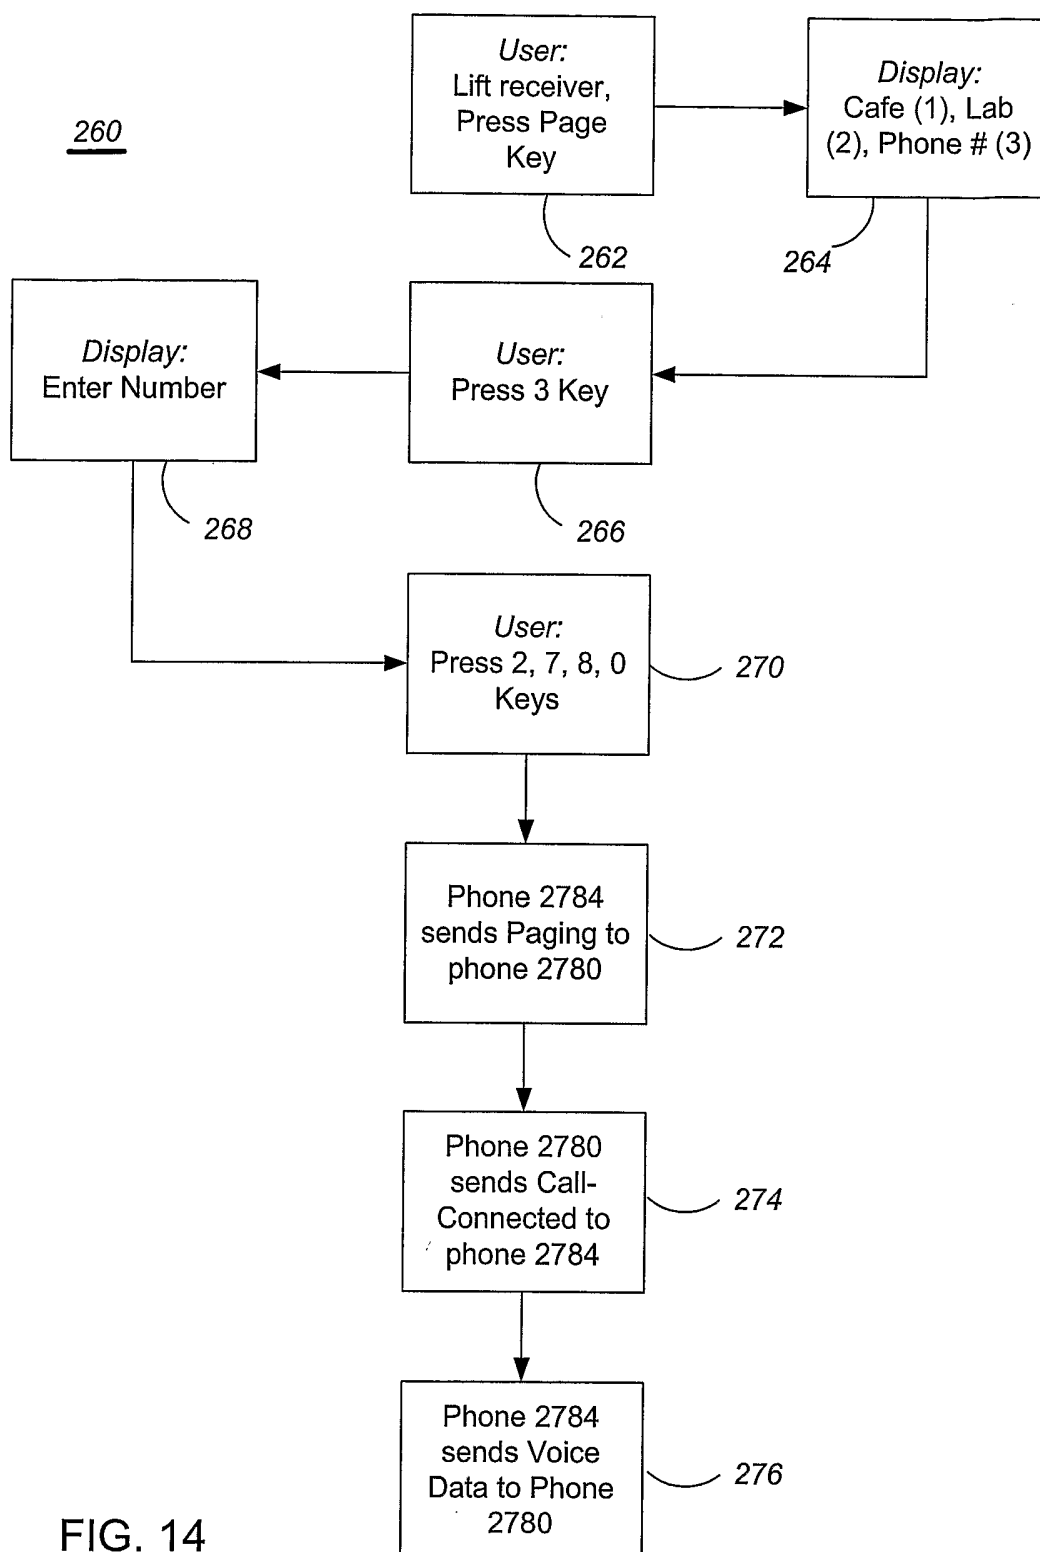 260
User:
Lift receiver,
Press Page
Key
262
Display:
Cafe (1), Lab
(2), Phone # (3)
264
User:
Press 3 Key
266
Display:
Enter Number
268
User:
Press 2, 7, 8, 0
Keys
270
Phone 2784
sends Paging to
phone 2780
272
Phone 2780
sends Call-
Connected to
phone 2784
274
Phone 2784
sends Voice
Data to Phone
2780
276
FIG. 14